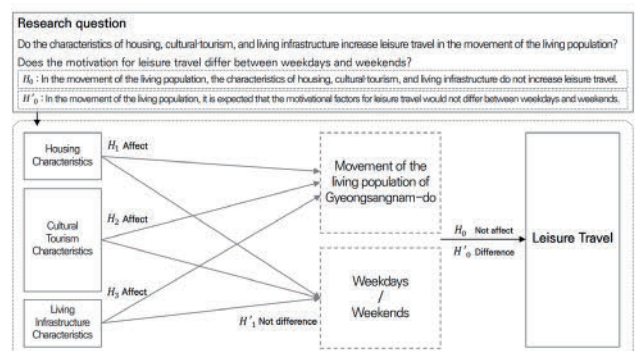 Research question
Do the characteristics of housing, cultural-tourism, and living infrastructure increase leisure travel in the movement of the living population?
Does the motivation for leisure travel differ between weekdays and weekends?
H₀ : In the movement of the living population, the characteristics of housing, cultural-tourism, and living infrastructure do not increase leisure travel.
H'₀ : In the movement of the living population, it is expected that the motivational factors for leisure travel would not differ between weekdays and weekends.
Housing
Characteristics
H₁ Affect
Cultural
Tourism
Characteristics
H₂ Affect
Living
Infrastructure
Characteristics
H₃ Affect
H'₁ Not difference
Movement of the
living population of
Gyeongsangnam-do
Weekdays
/
Weekends
H₀ Not affect
H'₀ Difference
Leisure Travel